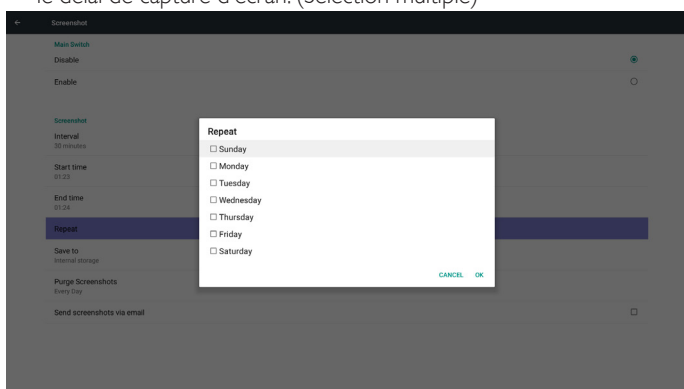 le délai de capture d'écran. (Sélection multiple)
Screenshot
Main Switch
Disable
Enable
Screenshot
Interval
30 minutes
Start time
01:23
End time
01:24
Repeat
Save to
Internal storage
Purge Screenshots
Every Day
Send screenshots via email
Repeat
Sunday
Monday
Tuesday
Wednesday
Thursday
Friday
Saturday
CANCEL OK